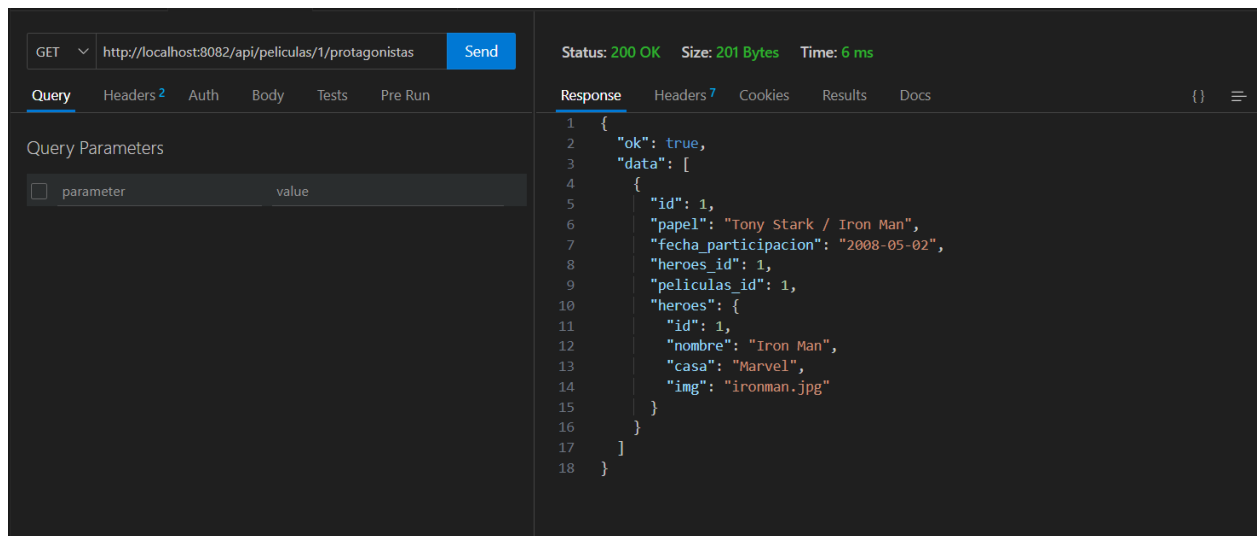 GET http://localhost:8082/api/peliculas/1/protagonistas Send
Query Headers 2 Auth Body Tests Pre Run
Query Parameters
parameter value
Status: 200 OK Size: 201 Bytes Time: 6 ms
Response Headers 7 Cookies Results Docs {}
1 {
2 "ok": true,
3 "data": [
4 {
5 "id": 1,
6 "papel": "Tony Stark / Iron Man",
7 "fecha_participacion": "2008-05-02",
8 "heroes_id": 1,
9 "peliculas_id": 1,
10 "heroes": {
11 "id": 1,
12 "nombre": "Iron Man",
13 "casa": "Marvel",
14 "img": "ironman.jpg"
15 }
16 }
17 ]
18 }